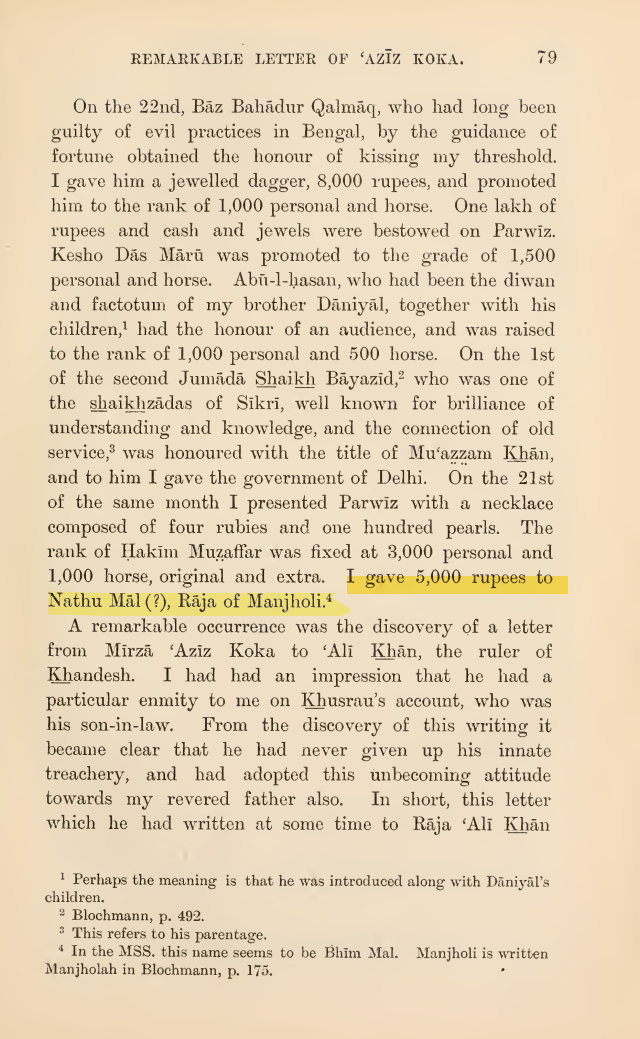 REMARKABLE LETTER OF ‘AZĪZ KOKA. 79
On the 22nd, Bāz Bahādur Qalmāq, who had long been
guilty of evil practices in Bengal, by the guidance of
fortune obtained the honour of kissing my threshold.
I gave him a jewelled dagger, 8,000 rupees, and promoted
him to the rank of 1,000 personal and horse. One lakh of
rupees and cash and jewels were bestowed on Parwīz.
Kesho Dās Mārū was promoted to the grade of 1,500
personal and horse. Abū-l-ḥasan, who had been the diwan
and factotum of my brother Dāniyāl, together with his
children,¹ had the honour of an audience, and was raised
to the rank of 1,000 personal and 500 horse. On the 1st
of the second Jumādā Shaikh Bāyazīd,² who was one of
the shaikhzādas of Sīkrī, well known for brilliance of
understanding and knowledge, and the connection of old
service,³ was honoured with the title of Mu‘az̤z̤am Khān,
and to him I gave the government of Delhi. On the 21st
of the same month I presented Parwīz with a necklace
composed of four rubies and one hundred pearls. The
rank of Ḥakīm Muz̤affar was fixed at 3,000 personal and
1,000 horse, original and extra. I gave 5,000 rupees to
Nathu Māl (?), Rāja of Manjholi.⁴
A remarkable occurrence was the discovery of a letter
from Mīrzā ‘Azīz Koka to ‘Alī Khān, the ruler of
Khandesh. I had had an impression that he had a
particular enmity to me on Khusrau's account, who was
his son-in-law. From the discovery of this writing it
became clear that he had never given up his innate
treachery, and had adopted this unbecoming attitude
towards my revered father also. In short, this letter
which he had written at some time to Rāja ‘Alī Khān
¹ Perhaps the meaning is that he was introduced along with Dāniyāl's
children.
² Blochmann, p. 492.
³ This refers to his parentage.
⁴ In the MSS. this name seems to be Bhīm Mal. Manjholi is written
Manjholah in Blochmann, p. 175.